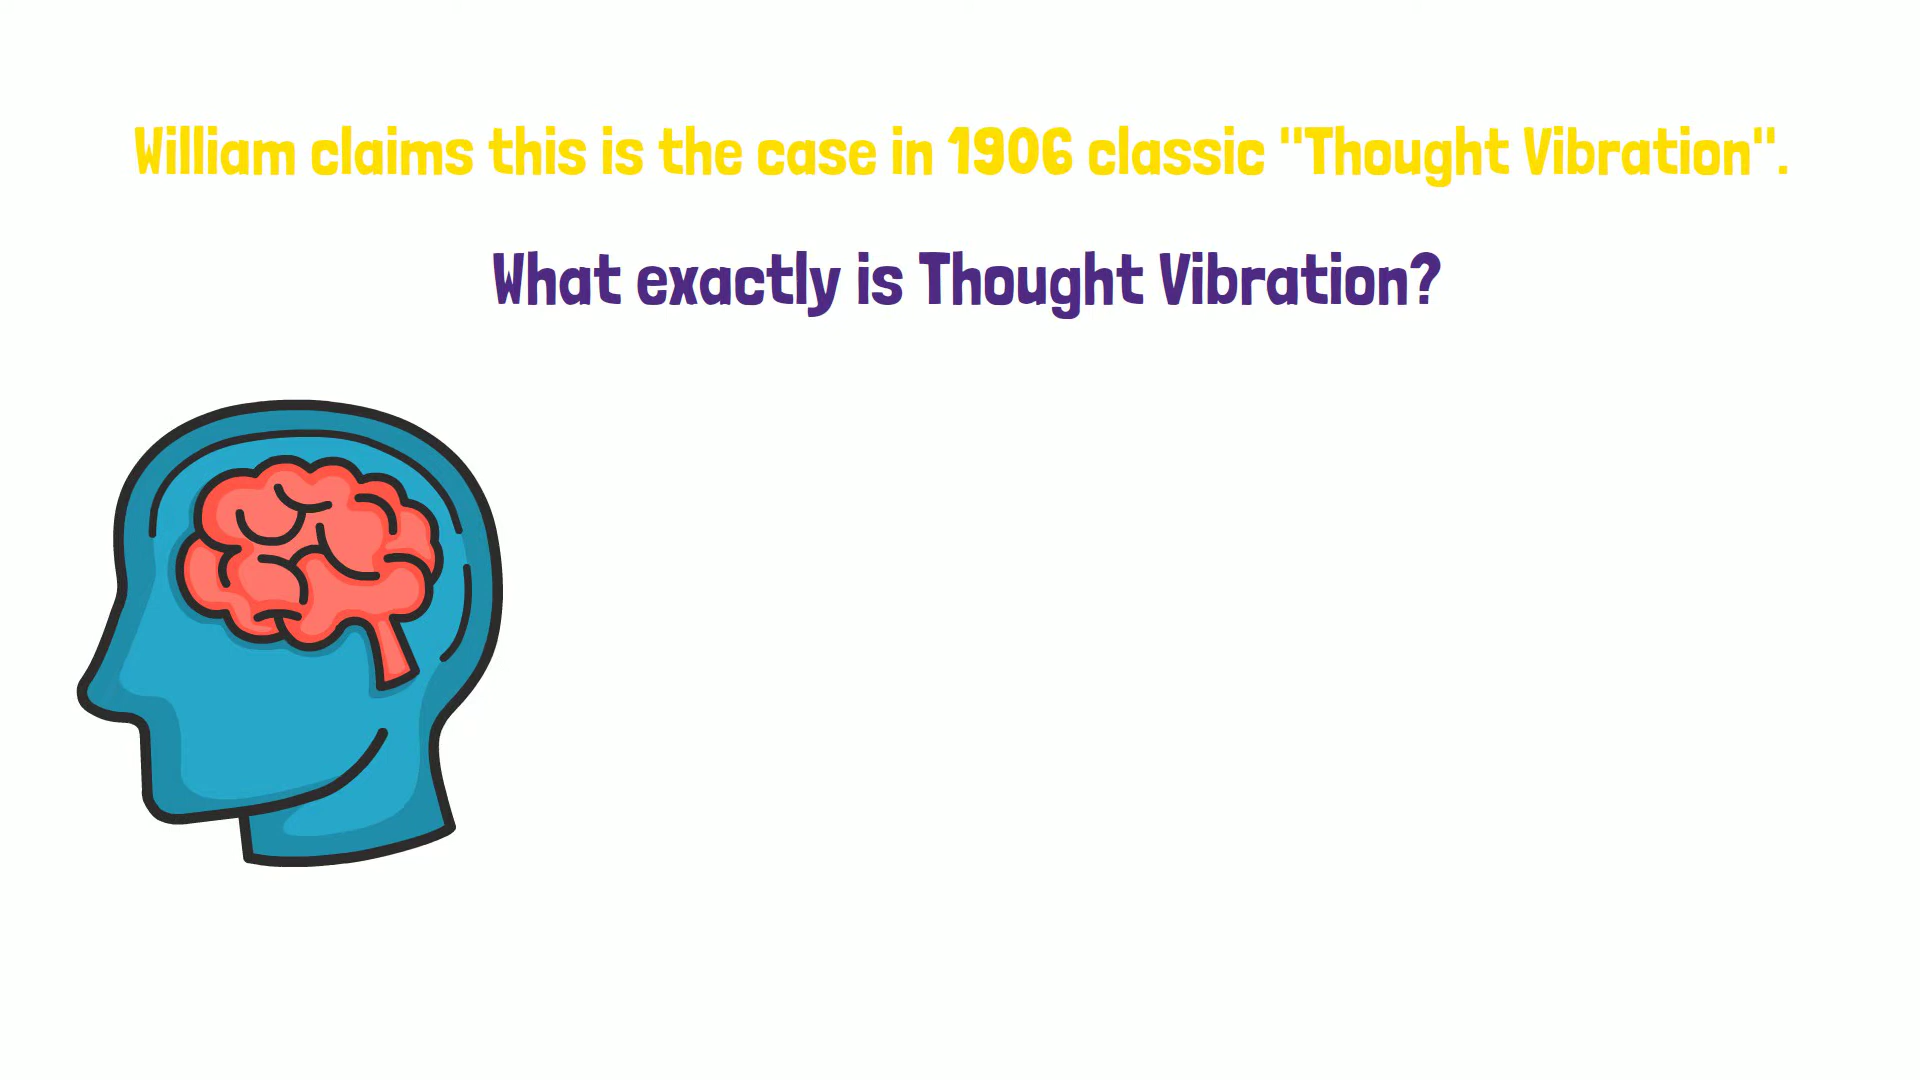 William claims this is the case in 1906 classic "Thought Vibration".
What exactly is Thought Vibration?